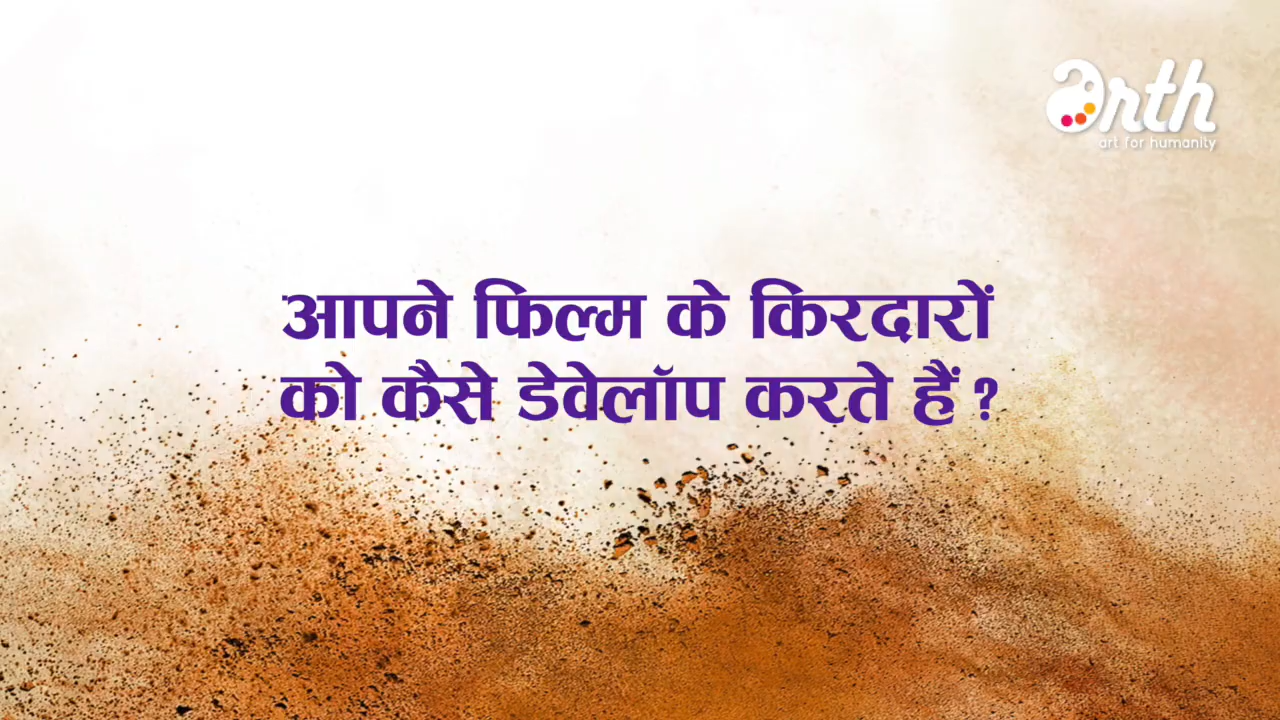 arth
art for humanity
आपने फिल्म के किरदारों
को कैसे डेवेलॉप करते हैं ?